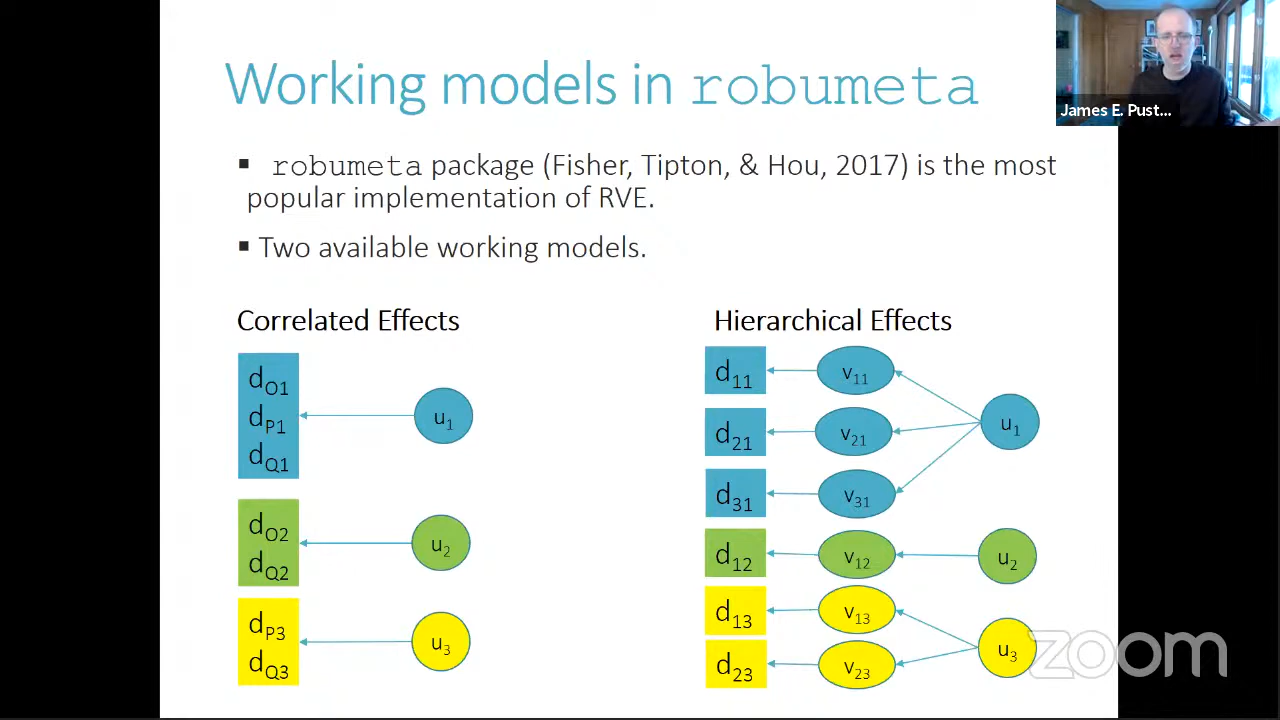 Working models in robumeta
James E. Pust...
▪ robumeta package (Fisher, Tipton, & Hou, 2017) is the most
popular implementation of RVE.
▪ Two available working models.
Correlated Effects
dO1
dP1
dQ1
u1
dO2
dQ2
u2
dP3
dQ3
u3
Hierarchical Effects
d11 v11
d21 v21
d31 v31
u1
d12 v12 u2
d13 v13
d23 v23
u3
zoom